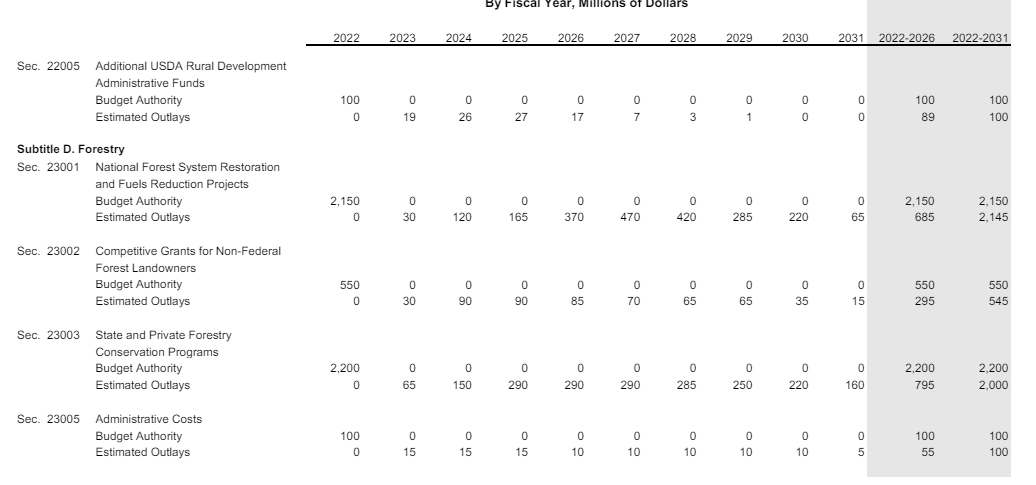 By Fiscal Year, Millions of Dollars
2022 2023 2024 2025 2026 2027 2028 2029 2030 2031 2022-2026 2022-2031
Sec. 22005 Additional USDA Rural Development
Administrative Funds
Budget Authority 100 0 0 0 0 0 0 0 0 0 100 100
Estimated Outlays 0 19 26 27 17 7 3 1 0 0 89 100
Subtitle D. Forestry
Sec. 23001 National Forest System Restoration
and Fuels Reduction Projects
Budget Authority 2,150 0 0 0 0 0 0 0 0 0 2,150 2,150
Estimated Outlays 0 30 120 165 370 470 420 285 220 65 685 2,145
Sec. 23002 Competitive Grants for Non-Federal
Forest Landowners
Budget Authority 550 0 0 0 0 0 0 0 0 0 550 550
Estimated Outlays 0 30 90 90 85 70 65 65 35 15 295 545
Sec. 23003 State and Private Forestry
Conservation Programs
Budget Authority 2,200 0 0 0 0 0 0 0 0 0 2,200 2,200
Estimated Outlays 0 65 150 290 290 290 285 250 220 160 795 2,000
Sec. 23005 Administrative Costs
Budget Authority 100 0 0 0 0 0 0 0 0 0 100 100
Estimated Outlays 0 15 15 15 10 10 10 10 10 5 55 100